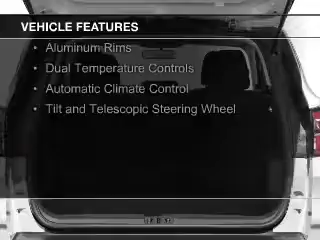 VEHICLE FEATURES
• Aluminum Rims
• Dual Temperature Controls
• Automatic Climate Control
• Tilt and Telescopic Steering Wheel